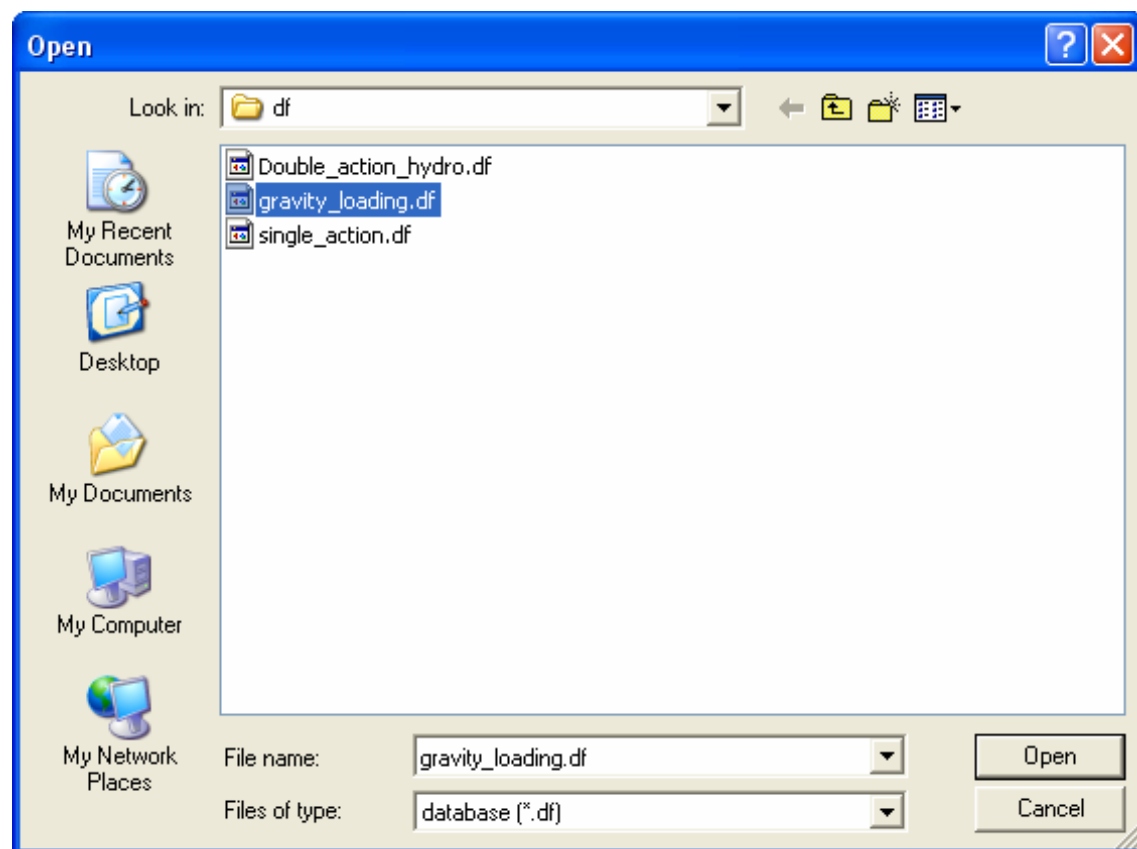 Open
Look in: df
Double_action_hydro.df
gravity_loading.df
single_action.df
My Recent
Documents
Desktop
My Documents
My Computer
My Network
Places
File name: gravity_loading.df Open
Files of type: database (*.df) Cancel